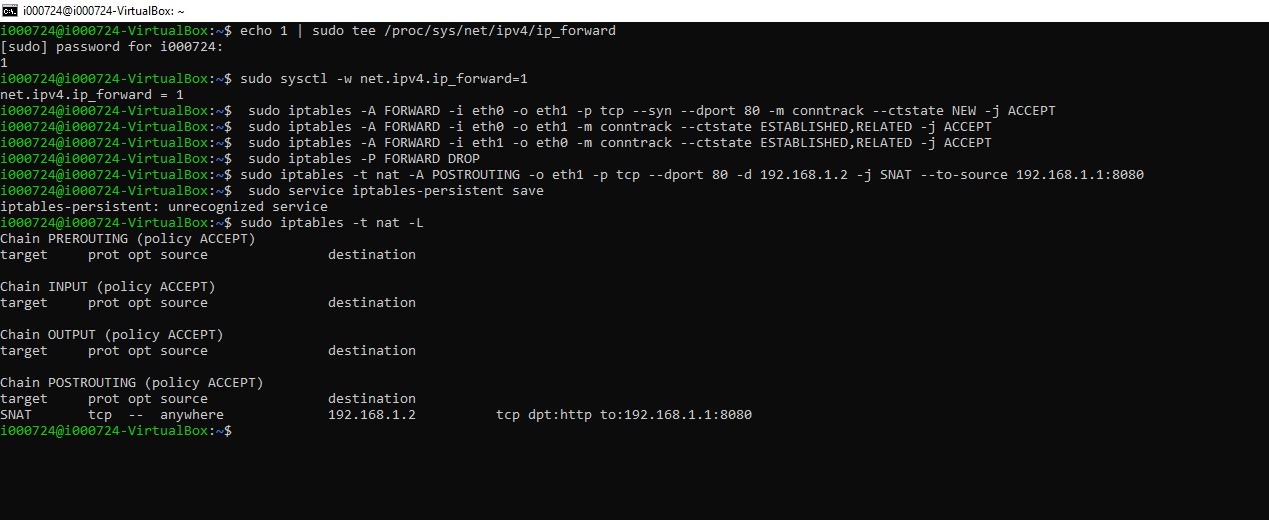 i000724@i000724-VirtualBox: ~
i000724@i000724-VirtualBox:~$ echo 1 | sudo tee /proc/sys/net/ipv4/ip_forward
[sudo] password for i000724:
1
i000724@i000724-VirtualBox:~$ sudo sysctl -w net.ipv4.ip_forward=1
net.ipv4.ip_forward = 1
i000724@i000724-VirtualBox:~$  sudo iptables -A FORWARD -i eth0 -o eth1 -p tcp --syn --dport 80 -m conntrack --ctstate NEW -j ACCEPT
i000724@i000724-VirtualBox:~$  sudo iptables -A FORWARD -i eth0 -o eth1 -m conntrack --ctstate ESTABLISHED,RELATED -j ACCEPT
i000724@i000724-VirtualBox:~$  sudo iptables -A FORWARD -i eth1 -o eth0 -m conntrack --ctstate ESTABLISHED,RELATED -j ACCEPT
i000724@i000724-VirtualBox:~$  sudo iptables -P FORWARD DROP
i000724@i000724-VirtualBox:~$ sudo iptables -t nat -A POSTROUTING -o eth1 -p tcp --dport 80 -d 192.168.1.2 -j SNAT --to-source 192.168.1.1:8080
i000724@i000724-VirtualBox:~$  sudo service iptables-persistent save
iptables-persistent: unrecognized service
i000724@i000724-VirtualBox:~$ sudo iptables -t nat -L
Chain PREROUTING (policy ACCEPT)
target     prot opt source               destination

Chain INPUT (policy ACCEPT)
target     prot opt source               destination

Chain OUTPUT (policy ACCEPT)
target     prot opt source               destination

Chain POSTROUTING (policy ACCEPT)
target     prot opt source               destination
SNAT       tcp  --  anywhere             192.168.1.2          tcp dpt:http to:192.168.1.1:8080
i000724@i000724-VirtualBox:~$